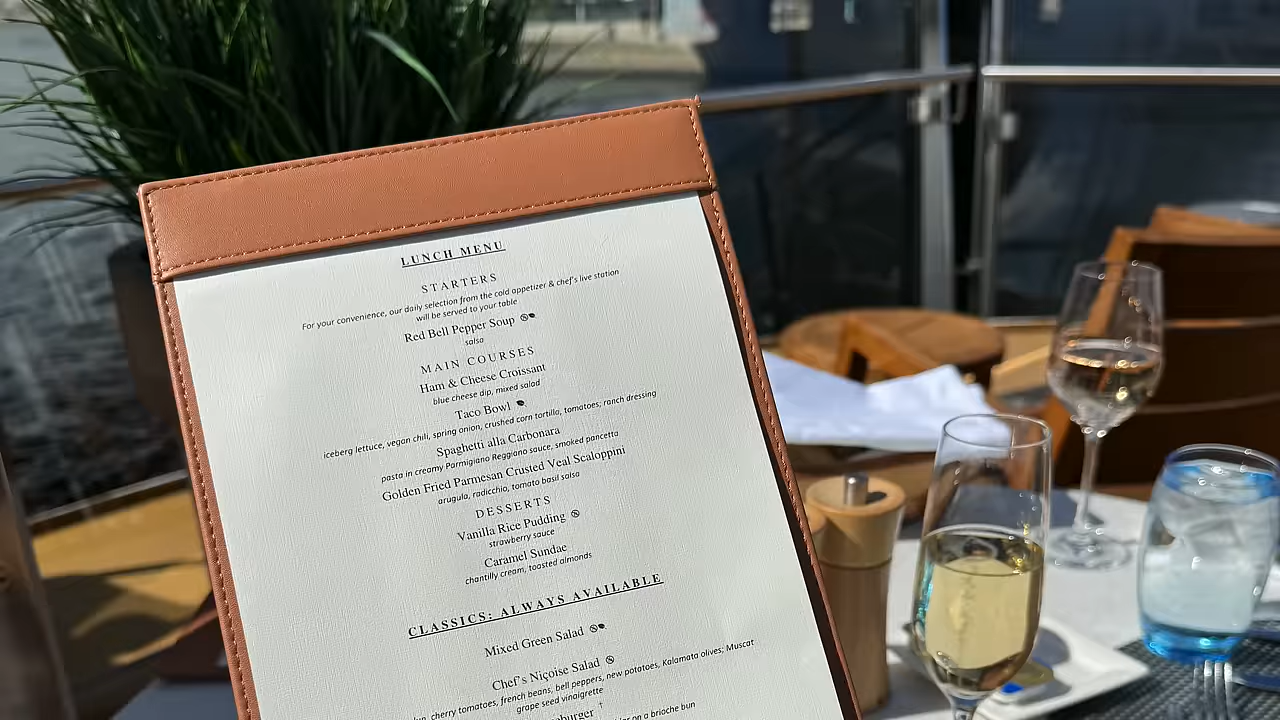 LUNCH MENU
STARTERS
For your convenience, our daily selection from the cold appetizer & chef's live station
will be served to your table
Red Bell Pepper Soup
salsa
MAIN COURSES
Ham & Cheese Croissant
blue cheese dip, mixed salad
Taco Bowl
iceberg lettuce, vegan chili, spring onion, crushed corn tortilla, tomatoes, ranch dressing
Spaghetti alla Carbonara
pasta in creamy Parmigiano Reggiano sauce, smoked pancetta
Golden Fried Parmesan Crusted Veal Scaloppini
arugula, radicchio, tomato basil salsa
DESSERTS
Vanilla Rice Pudding
strawberry sauce
Caramel Sundae
chantilly cream, toasted almonds
CLASSICS: ALWAYS AVAILABLE
Mixed Green Salad
Chef's Niçoise Salad
cherry tomatoes, french beans, bell peppers, new potatoes, Kalamata olives, Muscat
grape seed vinaigrette
on a brioche bun